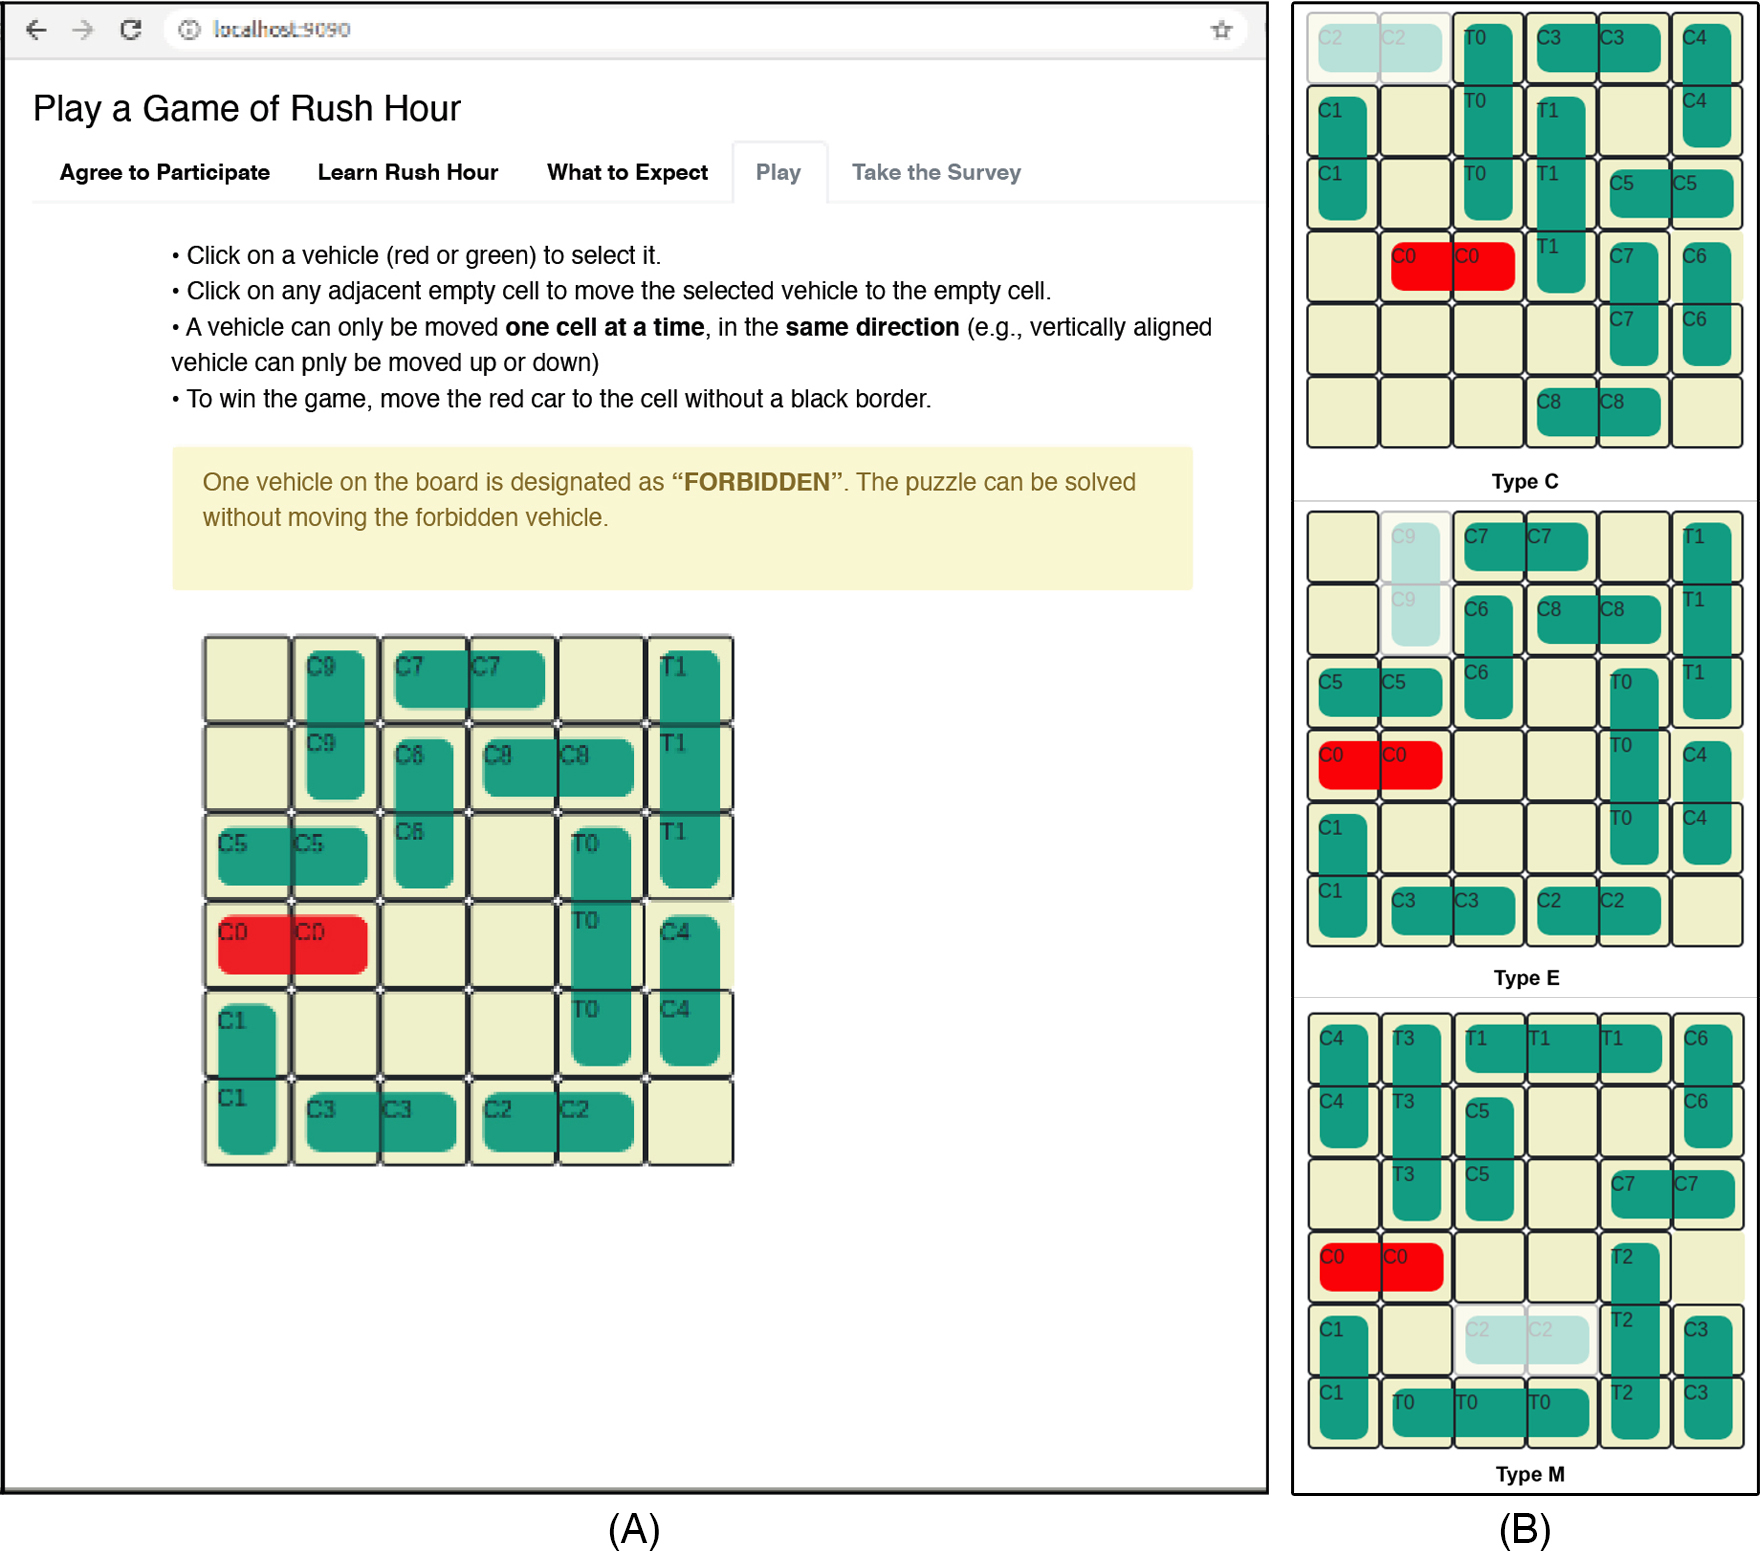 localhost:9090
Play a Game of Rush Hour
Agree to Participate Learn Rush Hour What to Expect Play Take the Survey
• Click on a vehicle (red or green) to select it.
• Click on any adjacent empty cell to move the selected vehicle to the empty cell.
• A vehicle can only be moved one cell at a time, in the same direction (e.g., vertically aligned
vehicle can pnly be moved up or down)
• To win the game, move the red car to the cell without a black border.
One vehicle on the board is designated as “FORBIDDEN”. The puzzle can be solved
without moving the forbidden vehicle.
C9 C7 C7 T1
C9 C6 C8 C8 T1
C5 C5 C6 T0 T1
C0 C0 T0 C4
C1 T0 C4
C1 C3 C3 C2 C2
(A)
C2 C2 T0 C3 C3 C4
C1 T0 T1 C4
C1 T0 T1 C5 C5
C0 C0 T1 C7 C6
C7 C6
C8 C8
Type C
C9 C7 C7 T1
C9 C6 C8 C8 T1
C5 C5 C6 T0 T1
C0 C0 T0 C4
C1 T0 C4
C1 C3 C3 C2 C2
Type E
C4 T3 T1 T1 T1 C6
C4 T3 C5 C6
T3 C5 C7 C7
C0 C0 T2
C1 C2 C2 T2 C3
C1 T0 T0 T0 T2 C3
Type M
(B)